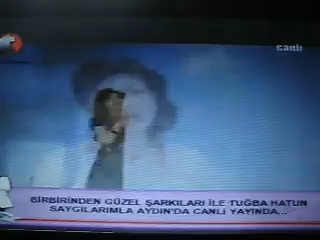 canlı
BİRBİRİNDEN GÜZEL ŞARKILARI İLE TUĞBA HATUN
SAYGILARIMLA AYDIN'DA CANLI YAYINDA...